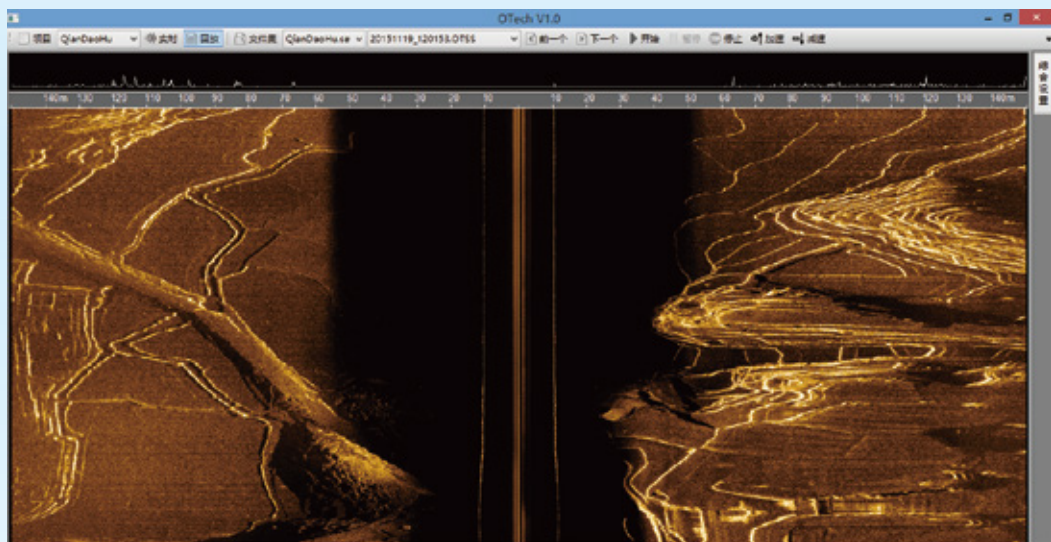 OTech V1.0
项目 QianDaoHu 实时 回放 文件夹 QianDaoHu.se 20151119_120153.OTSS 前一个 下一个 开始 暂停 停止 加速 减速
140m 130 120 110 100 90 80 70 60 50 40 30 20 10 10 20 30 40 50 60 70 80 90 100 110 120 130 140m
综合设置